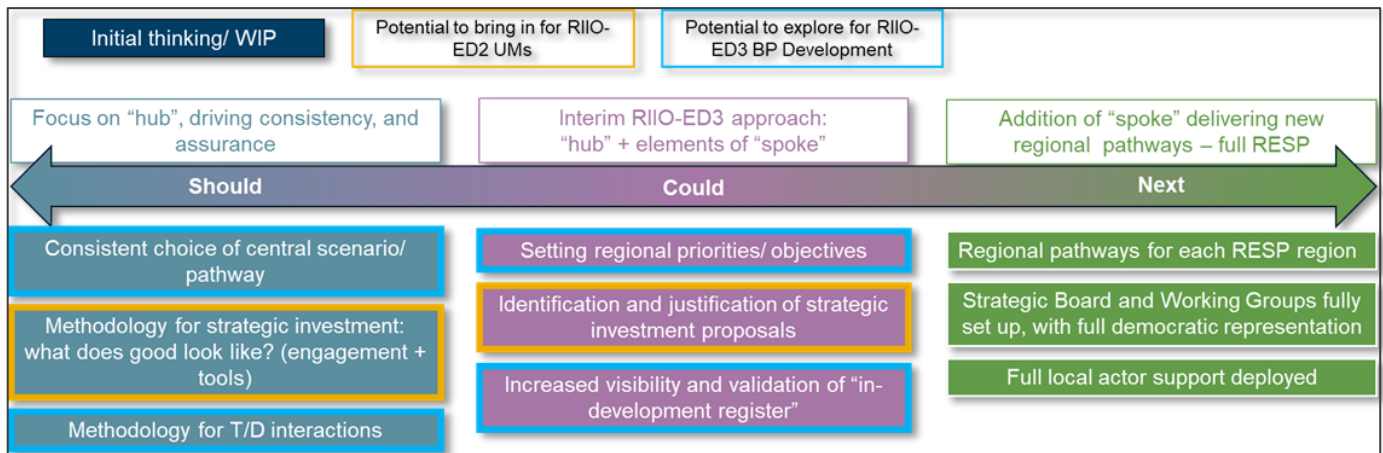 Initial thinking/ WIP
Potential to bring in for RIIO-
ED2 UMs
Potential to explore for RIIO-
ED3 BP Development
Focus on “hub”, driving consistency, and
assurance
Interim RIIO-ED3 approach:
“hub” + elements of “spoke”
Addition of “spoke” delivering new
regional pathways – full RESP
Should
Could
Next
Consistent choice of central scenario/
pathway
Methodology for strategic investment:
what does good look like? (engagement +
tools)
Methodology for T/D interactions
Setting regional priorities/ objectives
Identification and justification of strategic
investment proposals
Increased visibility and validation of “in-
development register”
Regional pathways for each RESP region
Strategic Board and Working Groups fully
set up, with full democratic representation
Full local actor support deployed